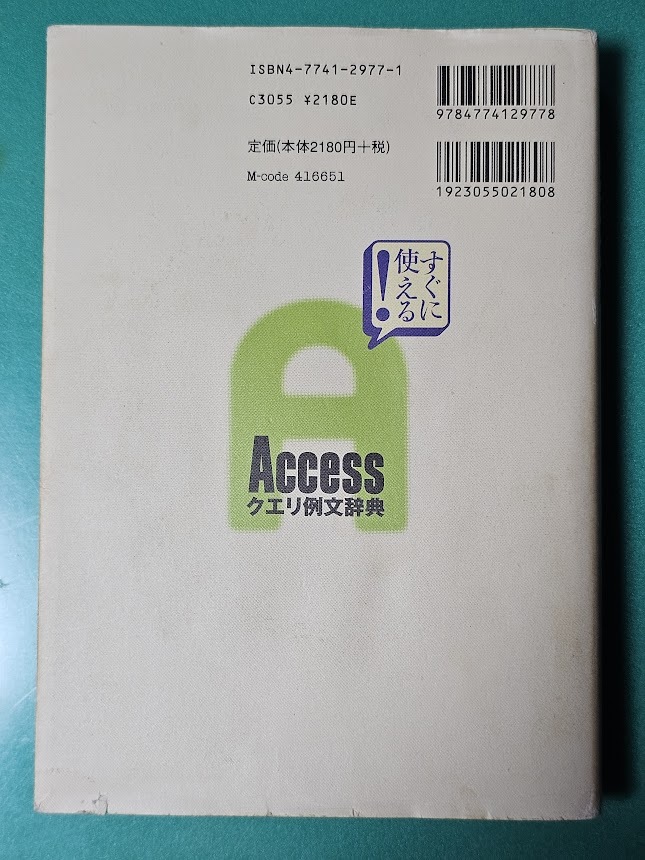 ISBN4-7741-2977-1
C3055 ¥2180E
9784774129778
定価(本体2180円+税)
M-code 416651
1923055021808
すぐに
使える
!
A
Access
クエリ例文辞典